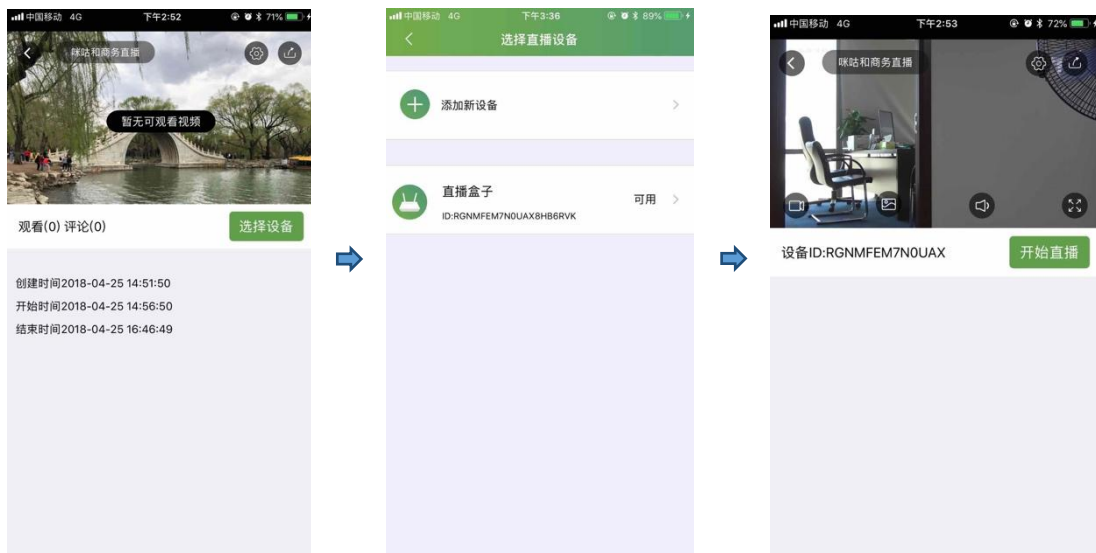 中国移动 4G 下午2:52 71%
咪咕和商务直播
暂无可观看视频
观看(0) 评论(0)
选择设备
创建时间2018-04-25 14:51:50
开始时间2018-04-25 14:56:50
结束时间2018-04-25 16:46:49
中国移动 4G 下午3:36 89%
选择直播设备
添加新设备
直播盒子
可用
ID:RGNMFEM7N0UAX8HB6RVK
中国移动 4G 下午2:53 72%
咪咕和商务直播
设备ID:RGNMFEM7N0UAX
开始直播